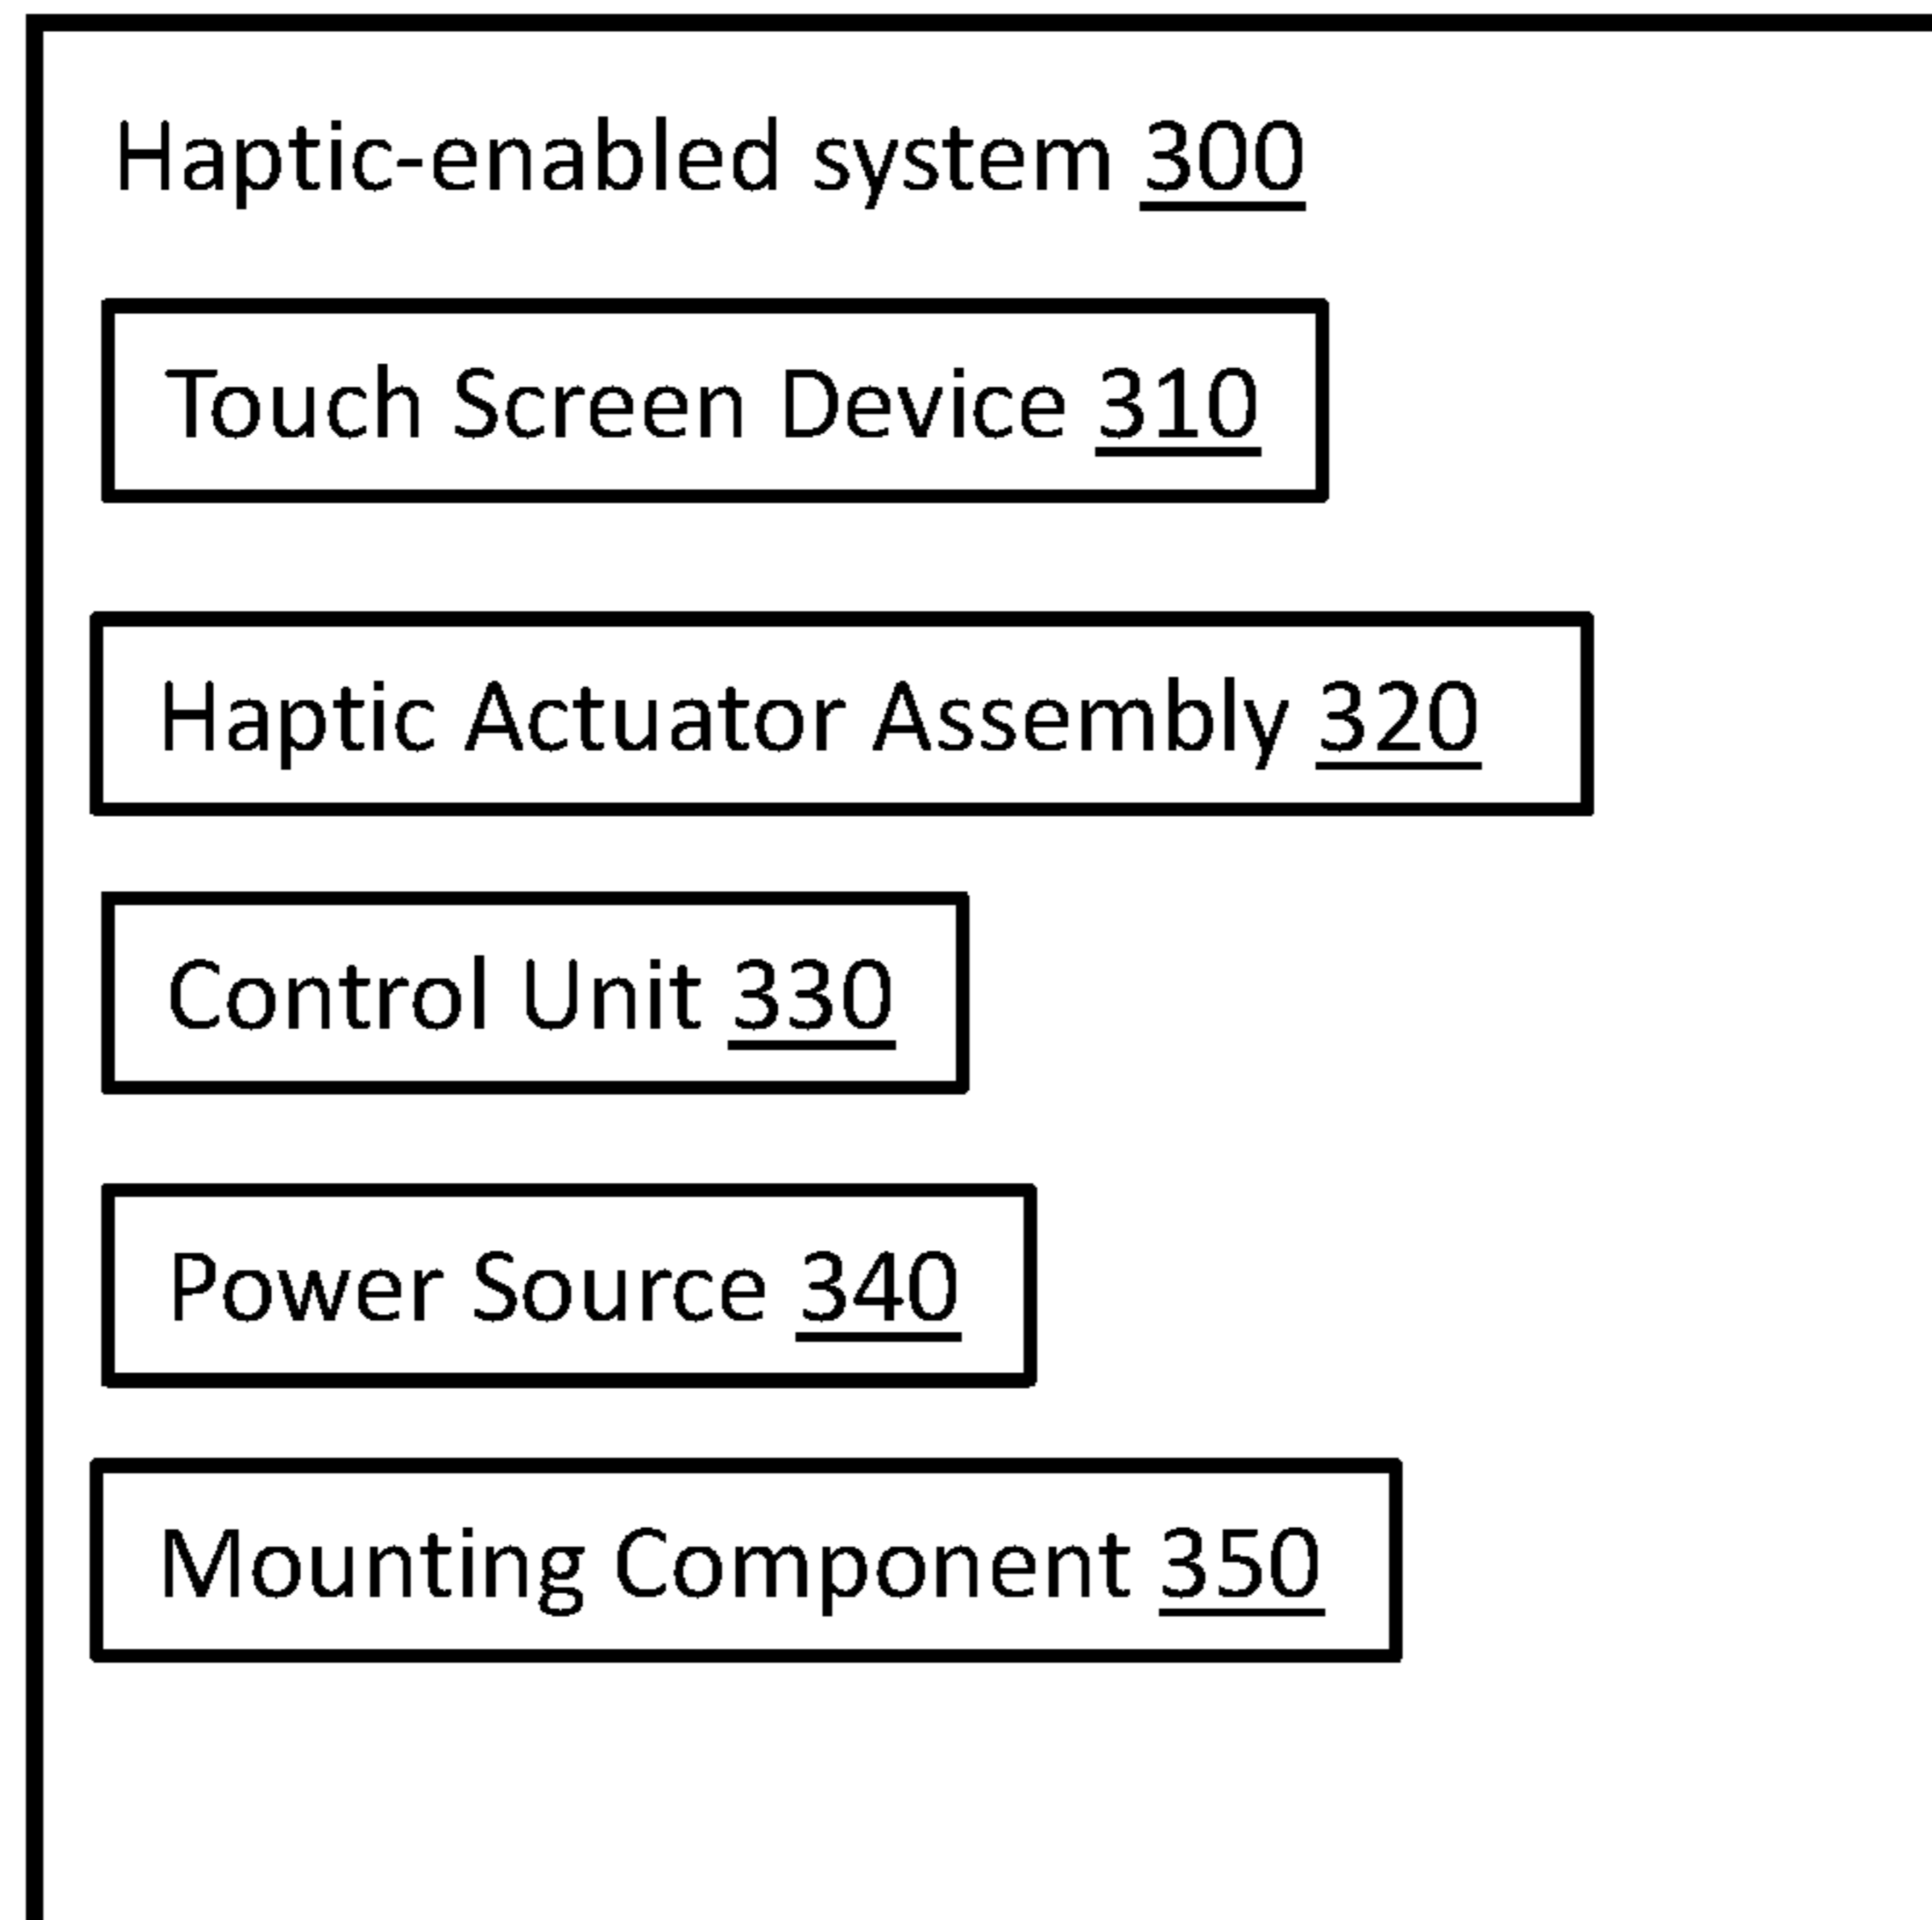 Haptic-enabled system 300
Touch Screen Device 310
Haptic Actuator Assembly 320
Control Unit 330
Power Source 340
Mounting Component 350